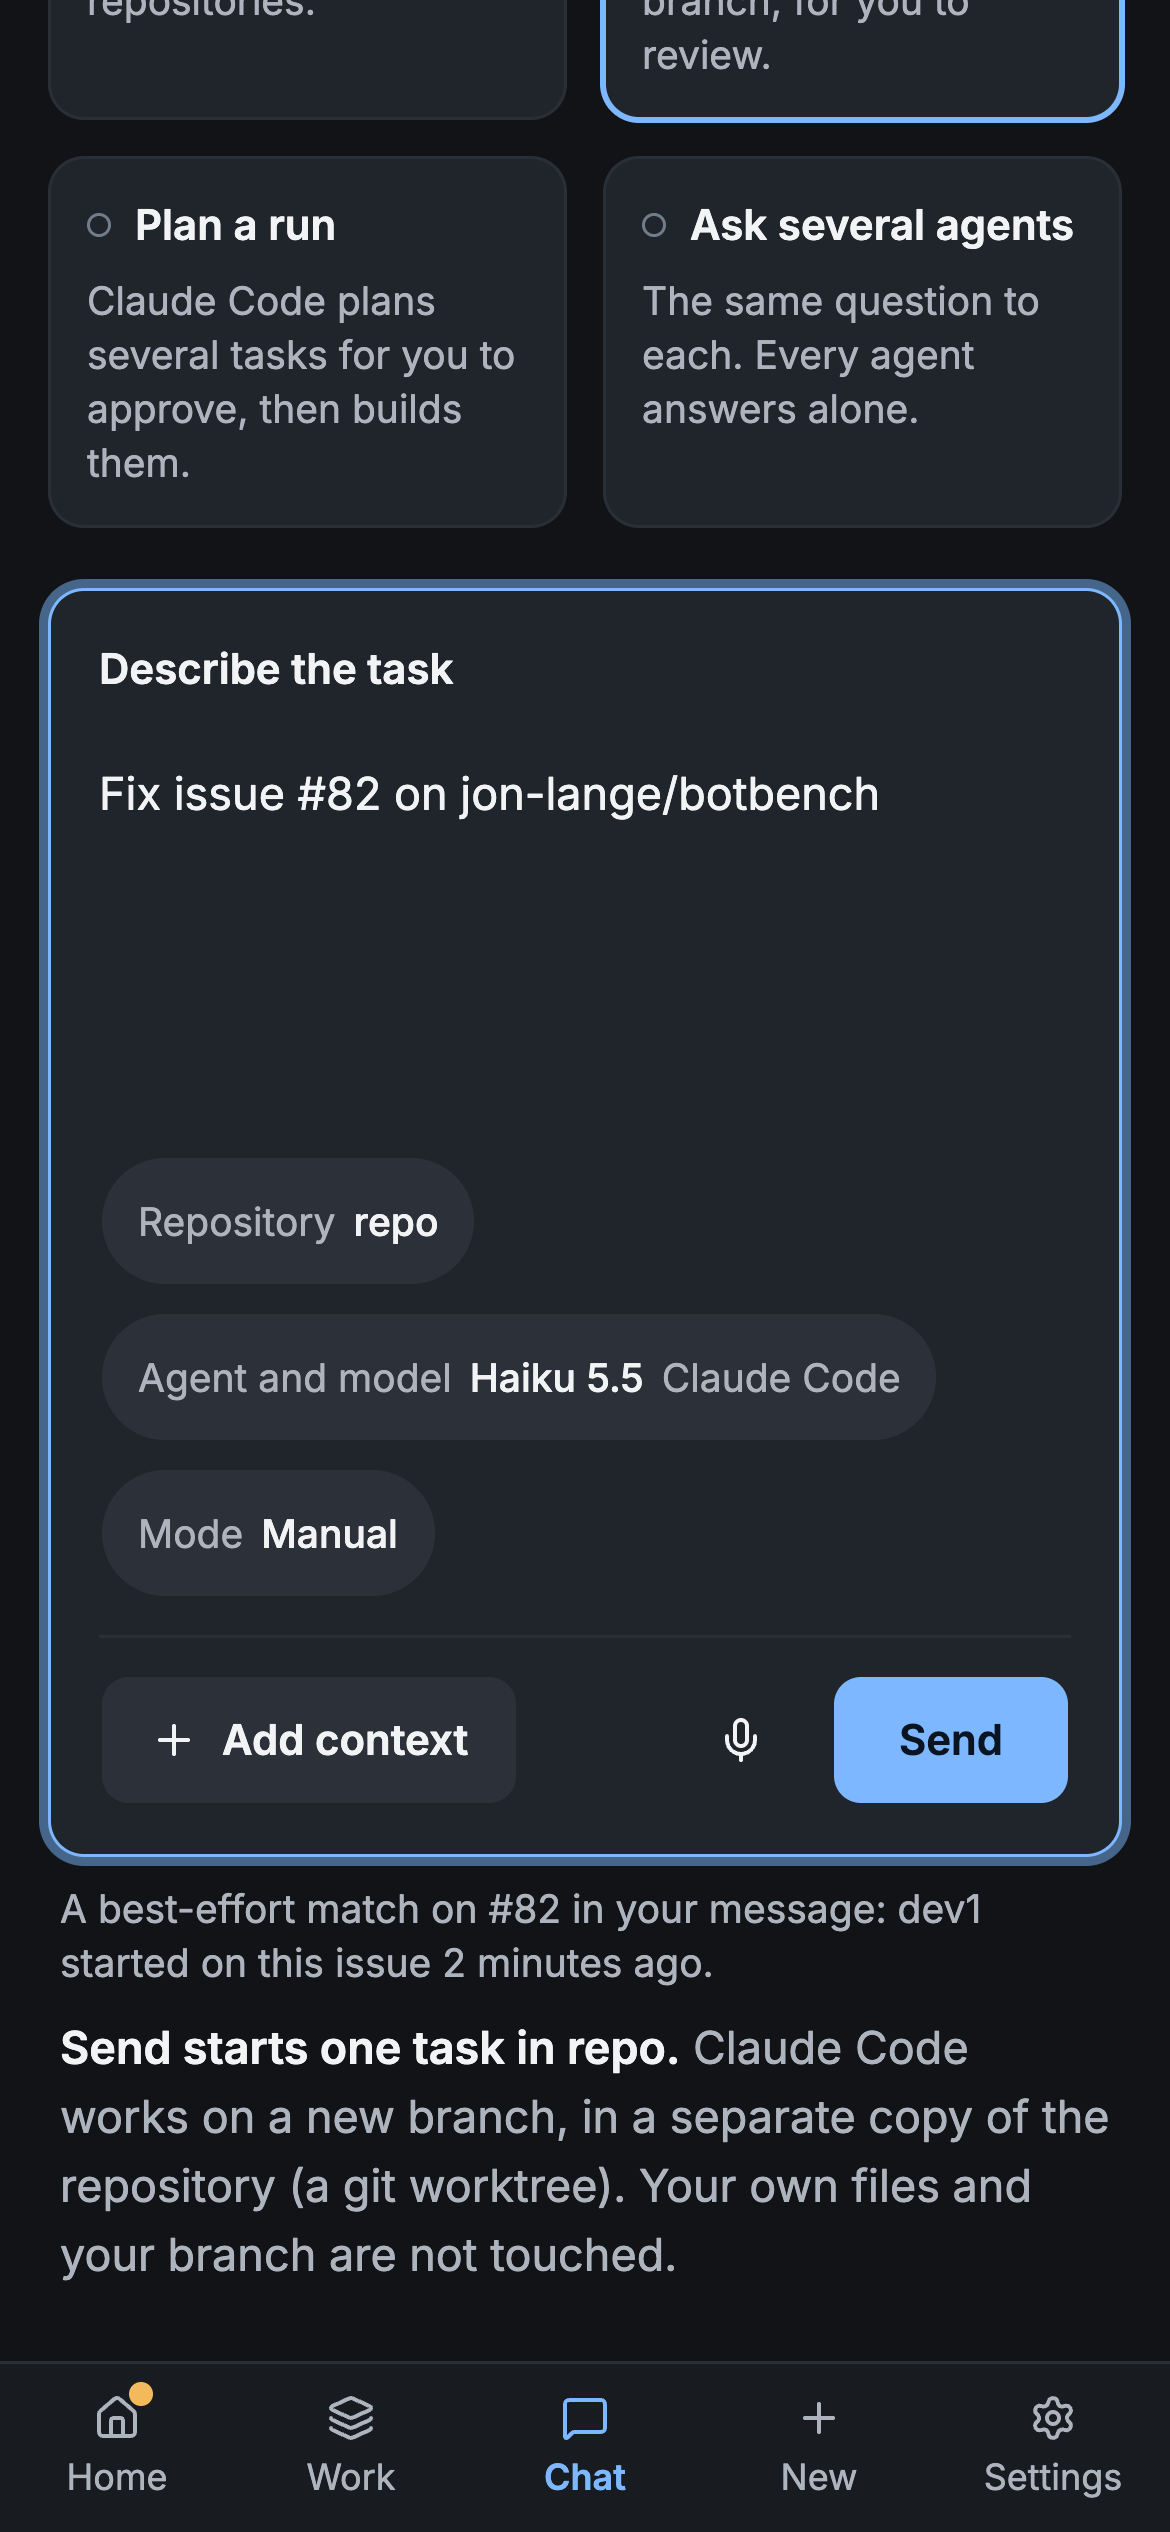 repositories.
branch, for you to
review.
Plan a run
Claude Code plans
several tasks for you to
approve, then builds
them.
Ask several agents
The same question to
each. Every agent
answers alone.
Describe the task
Fix issue #82 on jon-lange/botbench
Repository repo
Agent and model Haiku 5.5 Claude Code
Mode Manual
Add context
Send
A best-effort match on #82 in your message: dev1
started on this issue 2 minutes ago.
Send starts one task in repo. Claude Code
works on a new branch, in a separate copy of the
repository (a git worktree). Your own files and
your branch are not touched.
Home
Work
Chat
New
Settings